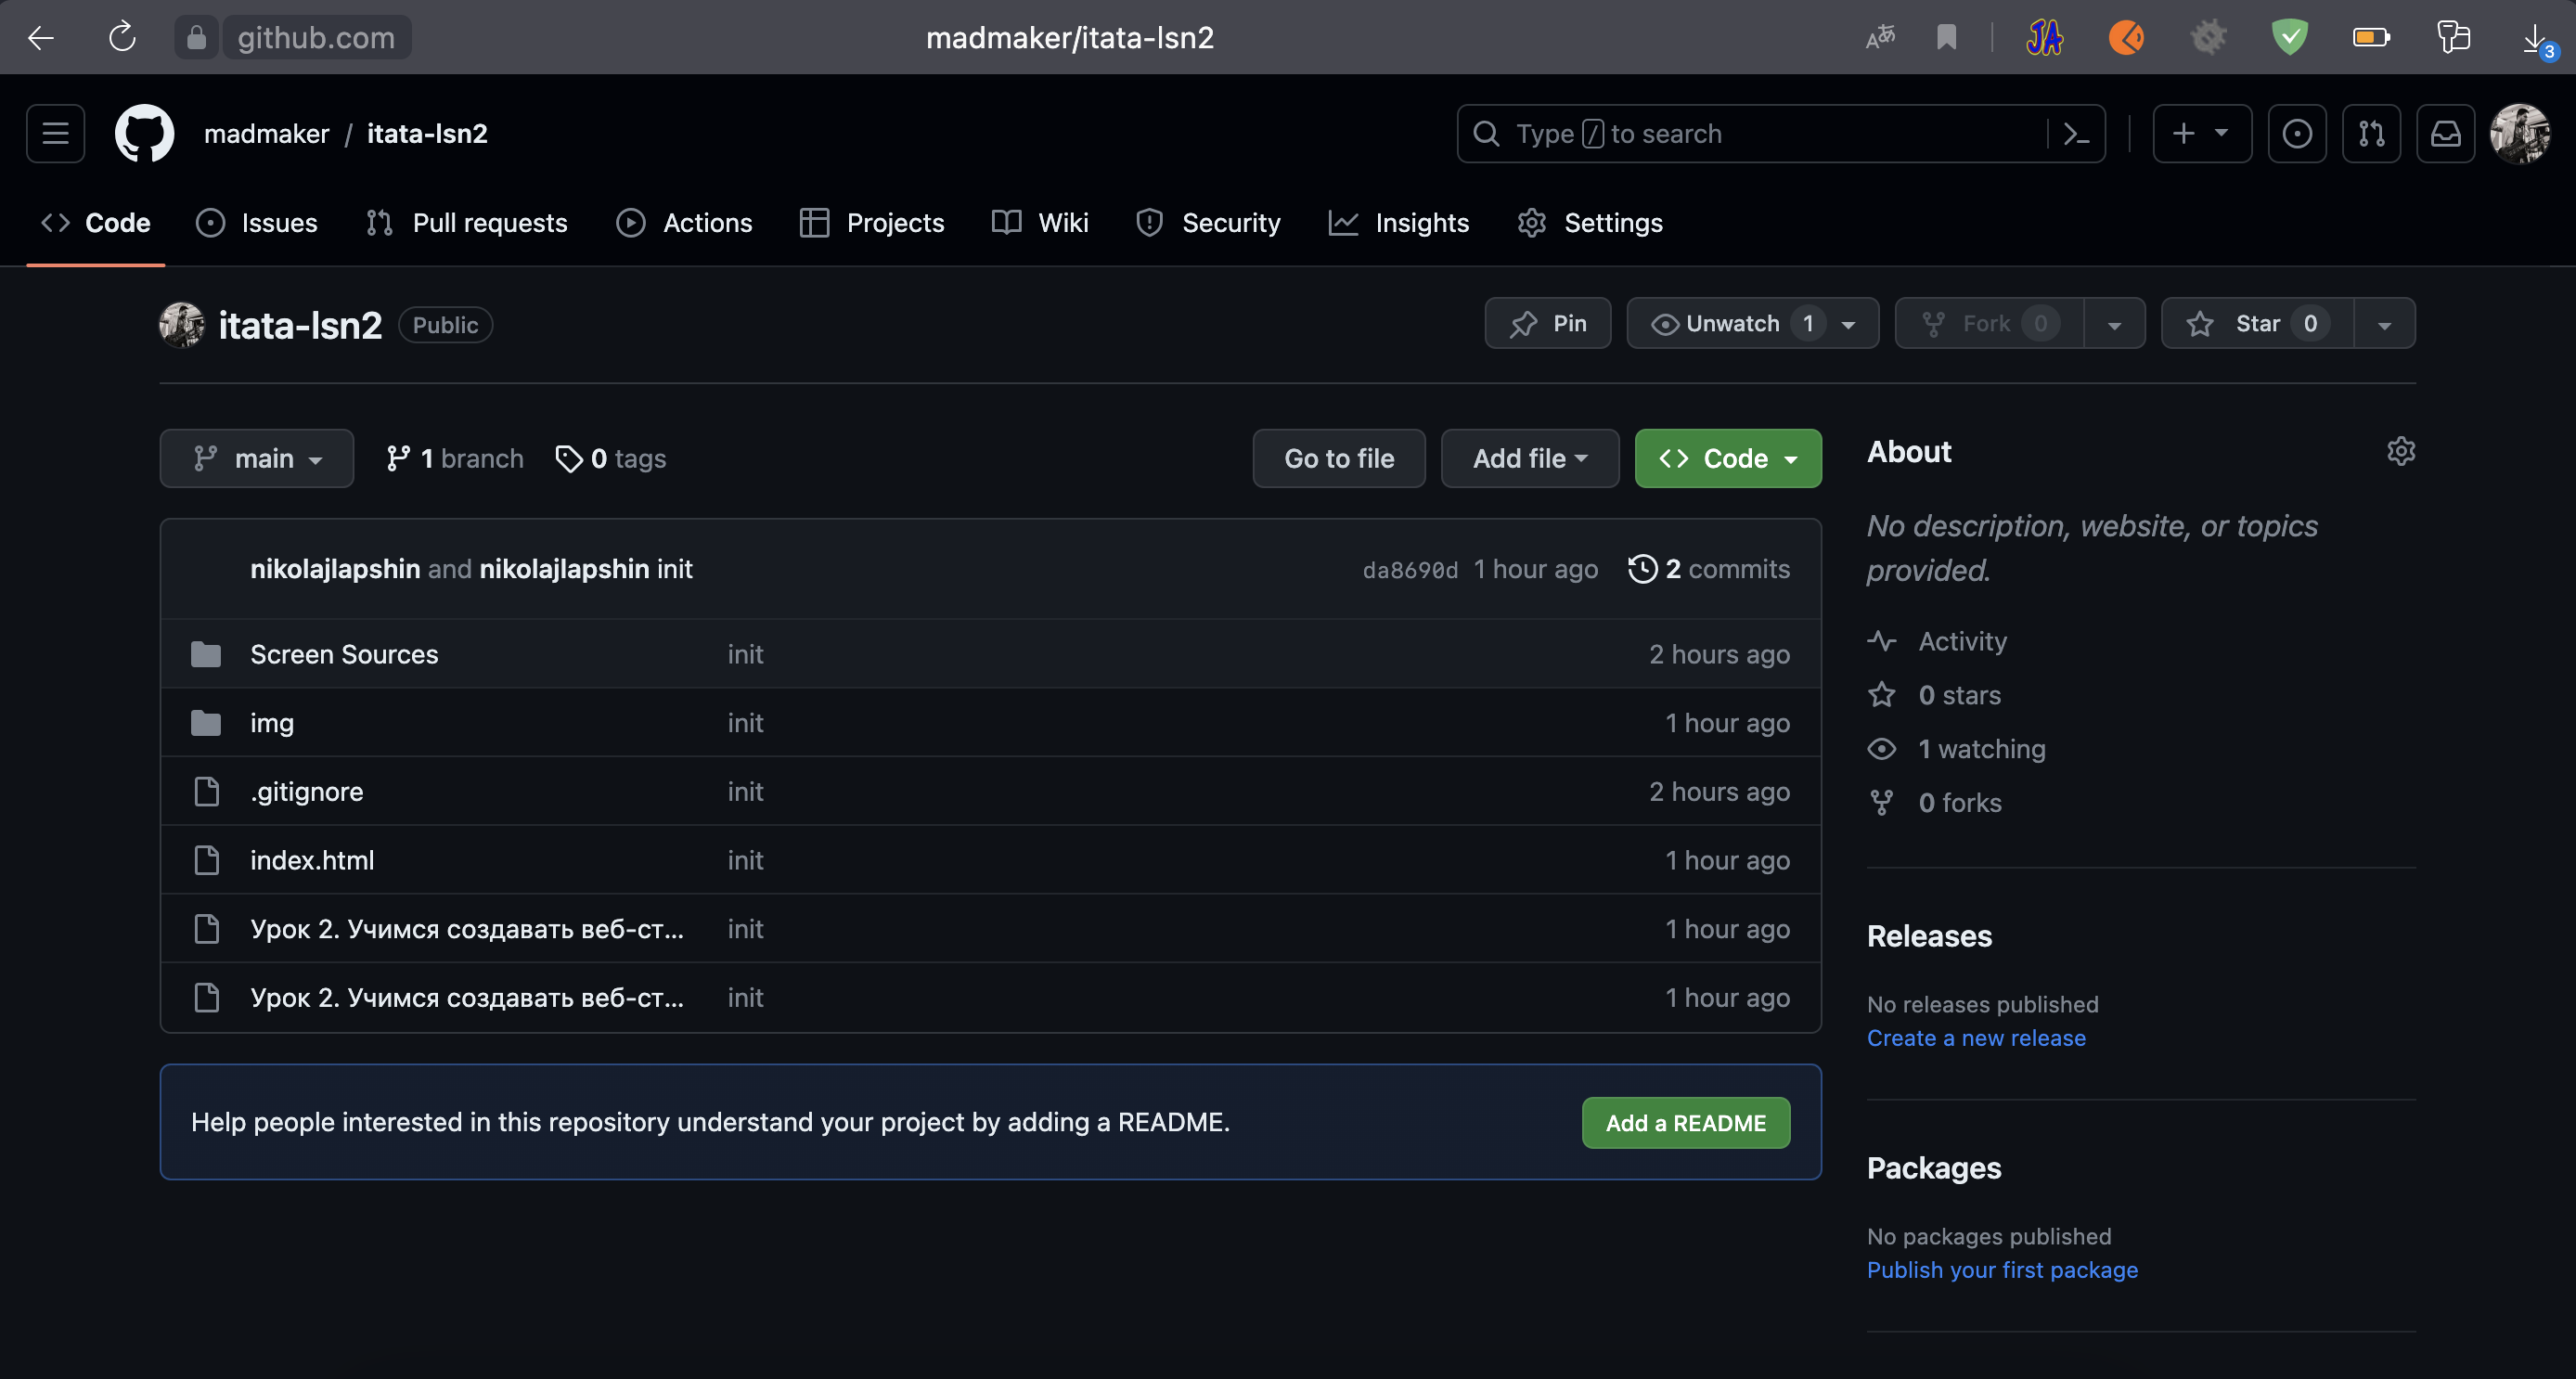 github.com
madmaker/itata-lsn2
3
madmaker / itata-lsn2
Type / to search
Code
Issues
Pull requests
Actions
Projects
Wiki
Security
Insights
Settings
itata-lsn2
Public
Pin
Unwatch 1
Fork 0
Star 0
main
1 branch
0 tags
Go to file
Add file
Code
nikolajlapshin and nikolajlapshin init
da8690d 1 hour ago
2 commits
Screen Sources init 2 hours ago
img init 1 hour ago
.gitignore init 2 hours ago
index.html init 1 hour ago
Урок 2. Учимся создавать веб-ст... init 1 hour ago
Урок 2. Учимся создавать веб-ст... init 1 hour ago
Help people interested in this repository understand your project by adding a README.
Add a README
About
No description, website, or topics
provided.
Activity
0 stars
1 watching
0 forks
Releases
No releases published
Create a new release
Packages
No packages published
Publish your first package